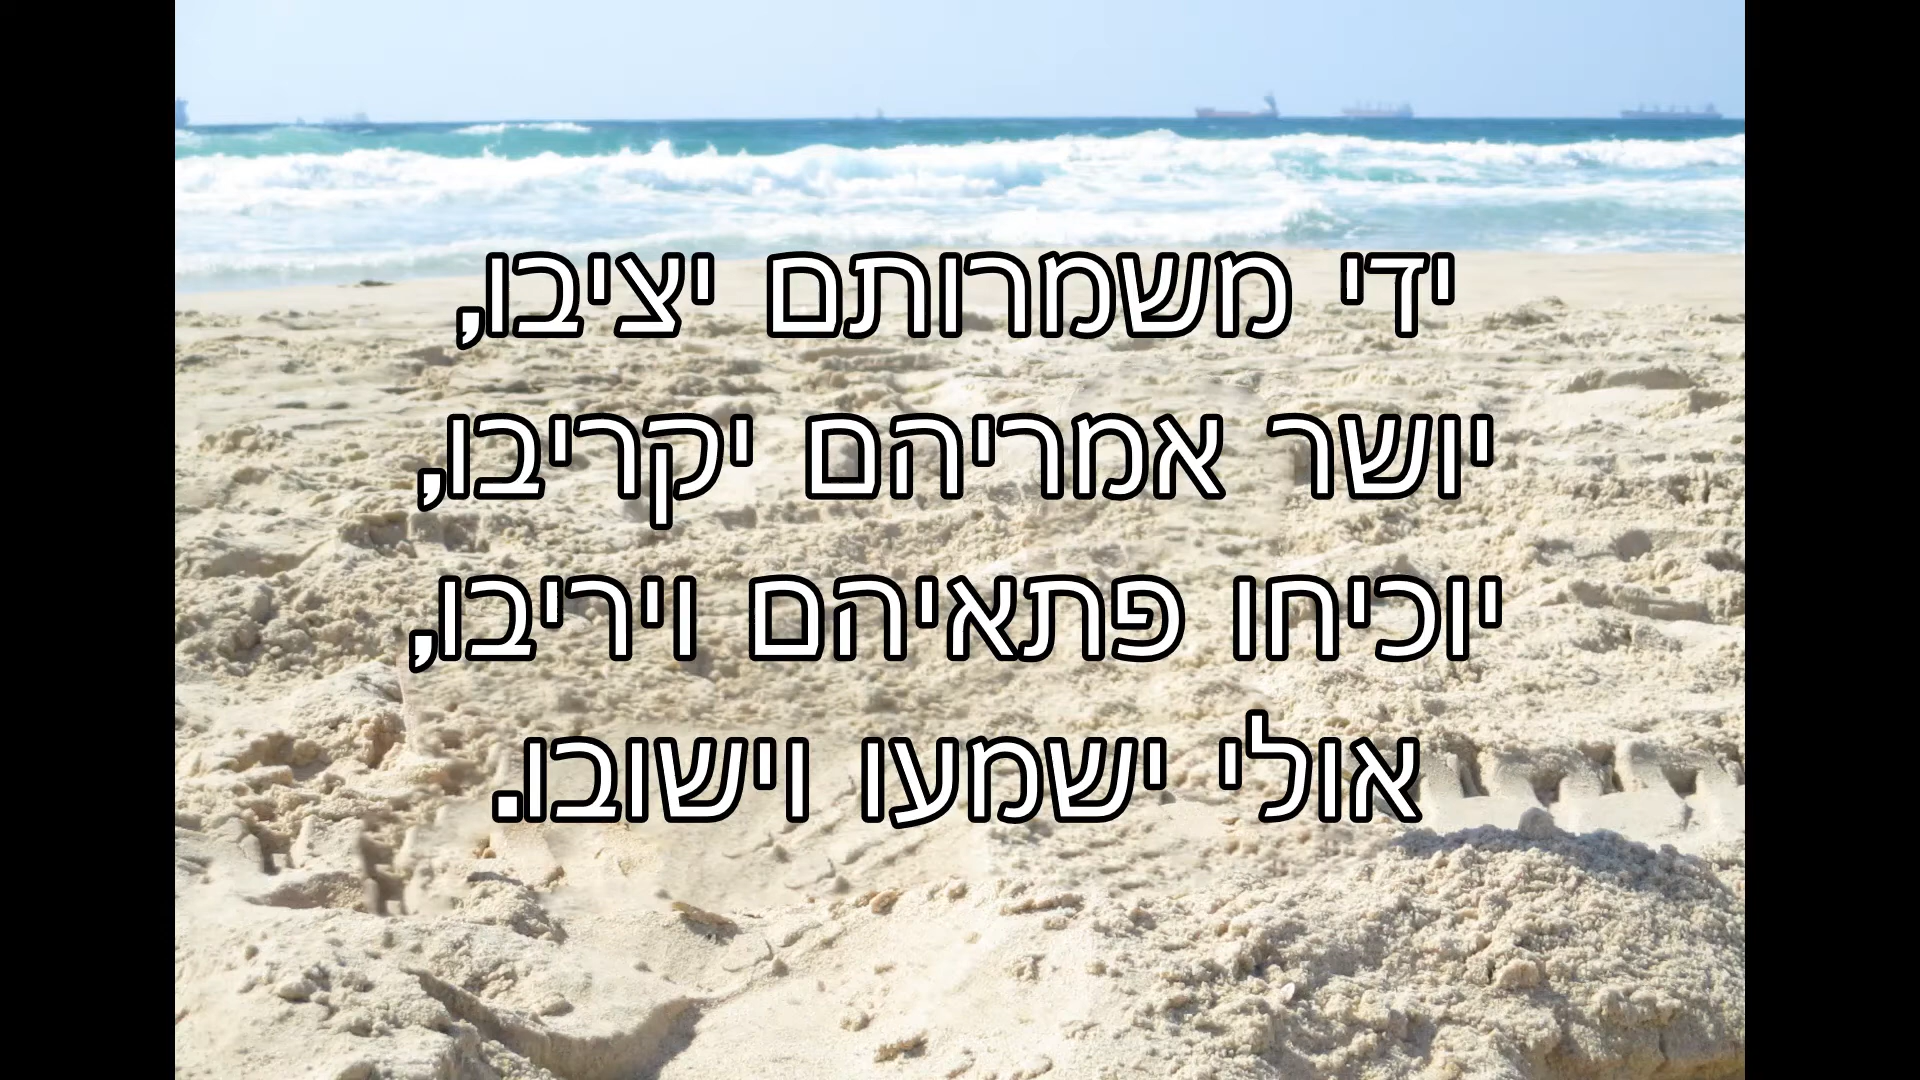 ידי משמרותם יציבו,
יושר אמריהם יקריבו,
יוכיחו פתאיהם ויריבו,
אולי ישמעו וישובו.